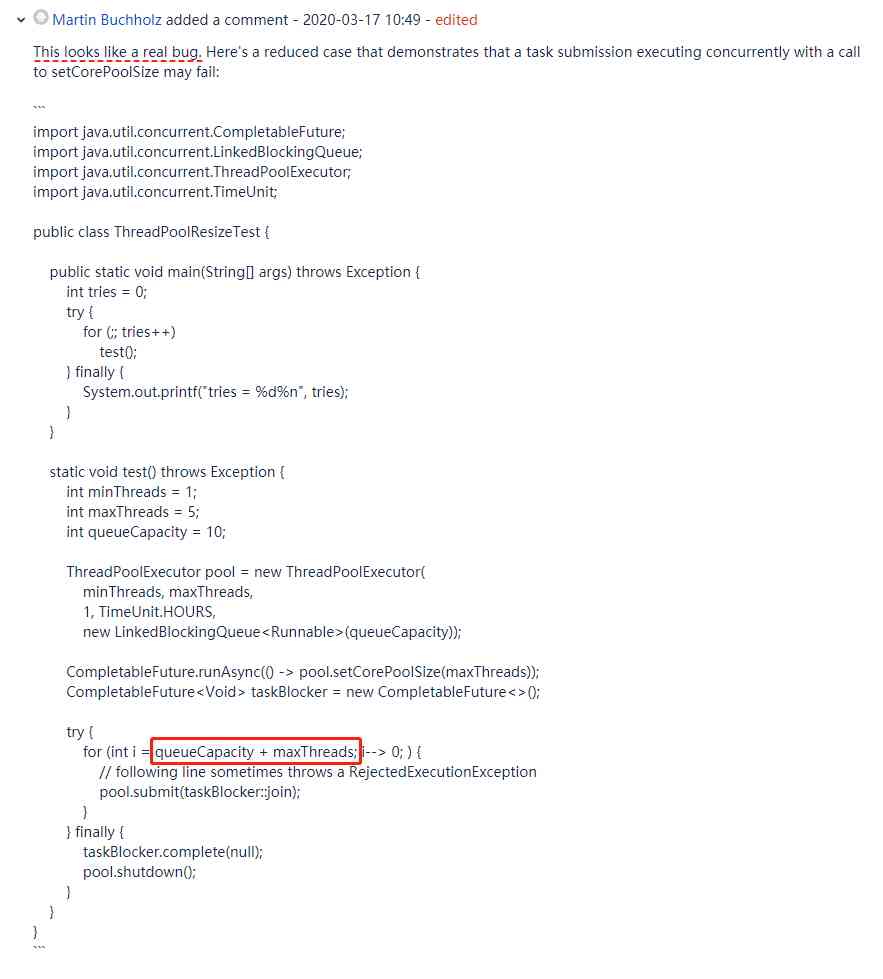 Martin Buchholz added a comment - 2020-03-17 10:49 - edited
This looks like a real bug. Here's a reduced case that demonstrates that a task submission executing concurrently with a call
to setCorePoolSize may fail:
```
import java.util.concurrent.CompletableFuture;
import java.util.concurrent.LinkedBlockingQueue;
import java.util.concurrent.ThreadPoolExecutor;
import java.util.concurrent.TimeUnit;
public class ThreadPoolResizeTest {
public static void main(String[] args) throws Exception {
int tries = 0;
try {
for (;; tries++)
test();
} finally {
System.out.printf("tries = %d%n", tries);
}
}
static void test() throws Exception {
int minThreads = 1;
int maxThreads = 5;
int queueCapacity = 10;
ThreadPoolExecutor pool = new ThreadPoolExecutor(
minThreads, maxThreads,
1, TimeUnit.HOURS,
new LinkedBlockingQueue<Runnable>(queueCapacity));
CompletableFuture.runAsync(() -> pool.setCorePoolSize(maxThreads));
CompletableFuture<Void> taskBlocker = new CompletableFuture<>();
try {
for (int i = queueCapacity + maxThreads; i--> 0; ) {
// following line sometimes throws a RejectedExecutionException
pool.submit(taskBlocker::join);
}
} finally {
taskBlocker.complete(null);
pool.shutdown();
}
}
}
```